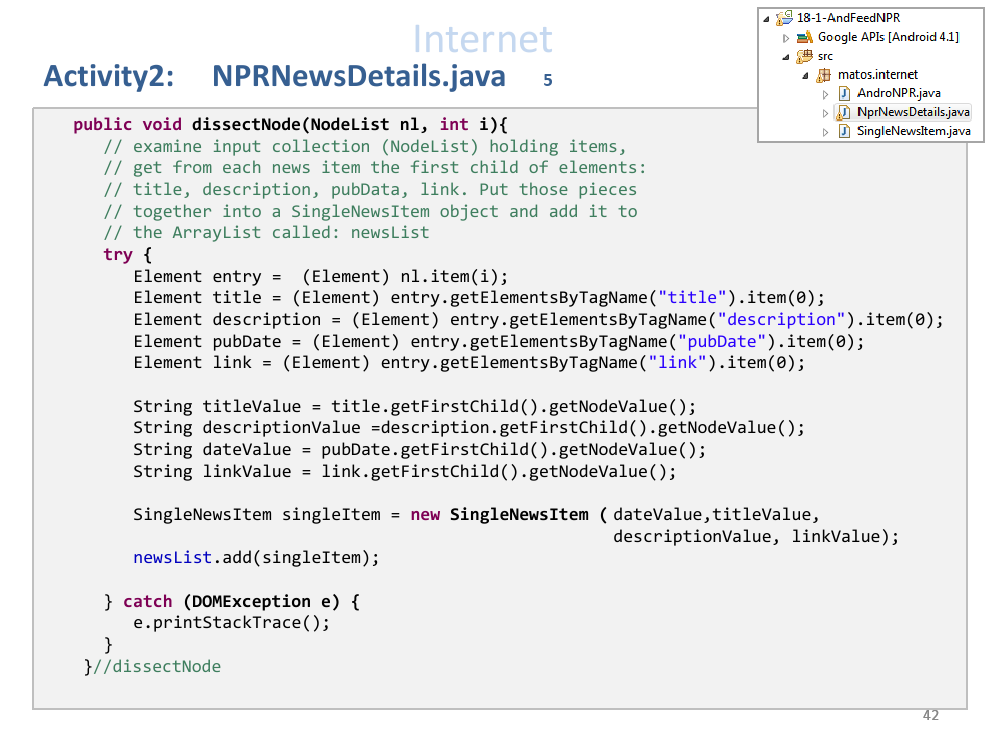 Internet
Activity2: NPRNewsDetails.java 5
18-1-AndFeedNPR
Google APIs [Android 4.1]
src
matos.internet
AndroNPR.java
NprNewsDetails.java
SingleNewsItem.java
public void dissectNode(NodeList nl, int i){
// examine input collection (NodeList) holding items,
// get from each news item the first child of elements:
// title, description, pubData, link. Put those pieces
// together into a SingleNewsItem object and add it to
// the ArrayList called: newsList
try {
Element entry = (Element) nl.item(i);
Element title = (Element) entry.getElementsByTagName("title").item(0);
Element description = (Element) entry.getElementsByTagName("description").item(0);
Element pubDate = (Element) entry.getElementsByTagName("pubDate").item(0);
Element link = (Element) entry.getElementsByTagName("link").item(0);
String titleValue = title.getFirstChild().getNodeValue();
String descriptionValue =description.getFirstChild().getNodeValue();
String dateValue = pubDate.getFirstChild().getNodeValue();
String linkValue = link.getFirstChild().getNodeValue();
SingleNewsItem singleItem = new SingleNewsItem ( dateValue,titleValue,
descriptionValue, linkValue);
newsList.add(singleItem);
} catch (DOMException e) {
e.printStackTrace();
}
}//dissectNode
42